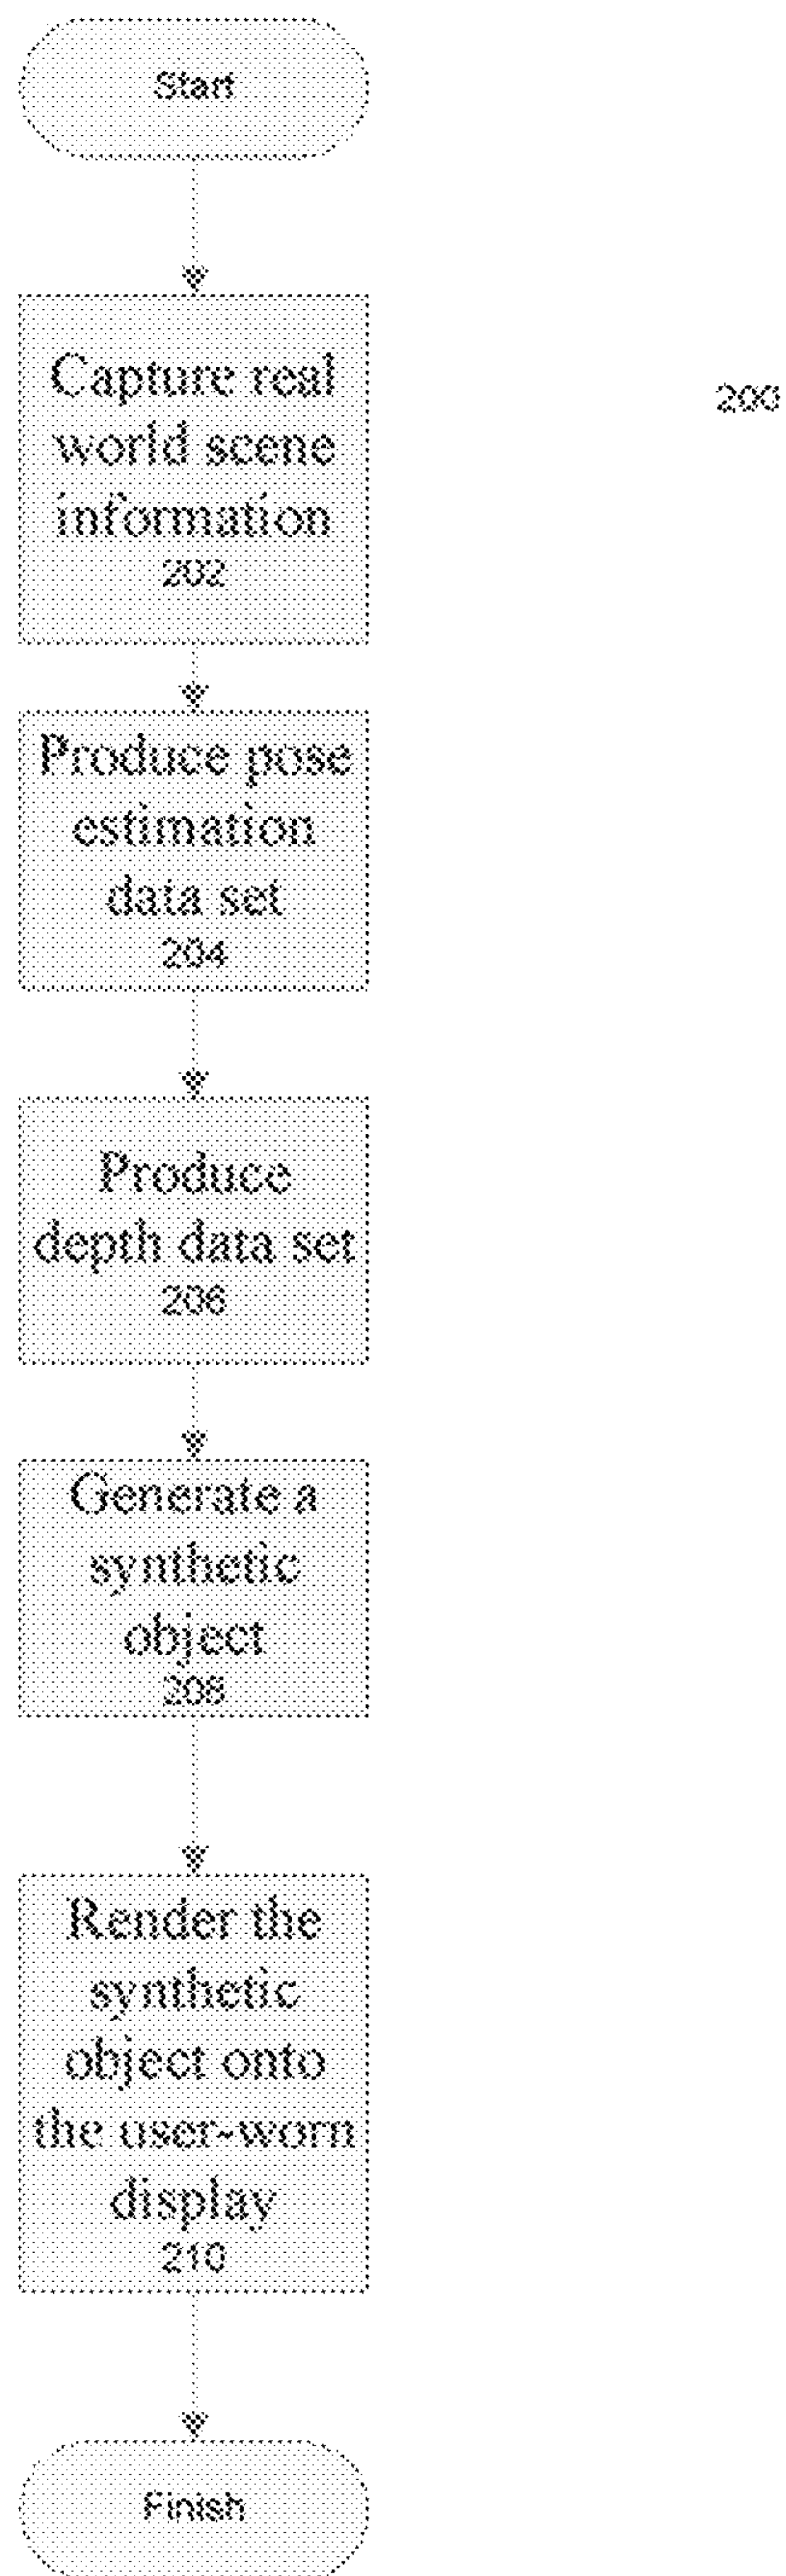 Start
Capture real
world scene
information
202
200
Produce pose
estimation
data set
204
Produce
depth data set
206
Generate a
synthetic
object
208
Render the
synthetic
object onto
the user-worn
display
210
Finish